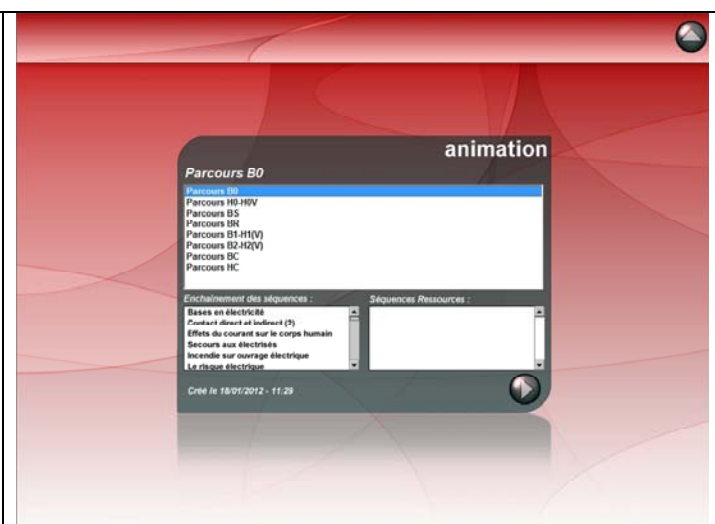 animation
Parcours B0
Parcours B0
Parcours H0-H0V
Parcours BS
Parcours BR
Parcours B1-H1(V)
Parcours B2-H2(V)
Parcours BC
Parcours HC
Enchaînement des séquences :
Séquences Ressources :
Bases en électricité
Contact direct et indirect (?)
Effets du courant sur le corps humain
Secours aux électrisés
Incendie sur ouvrage électrique
Le risque électrique
Créé le 18/01/2012 - 11:29